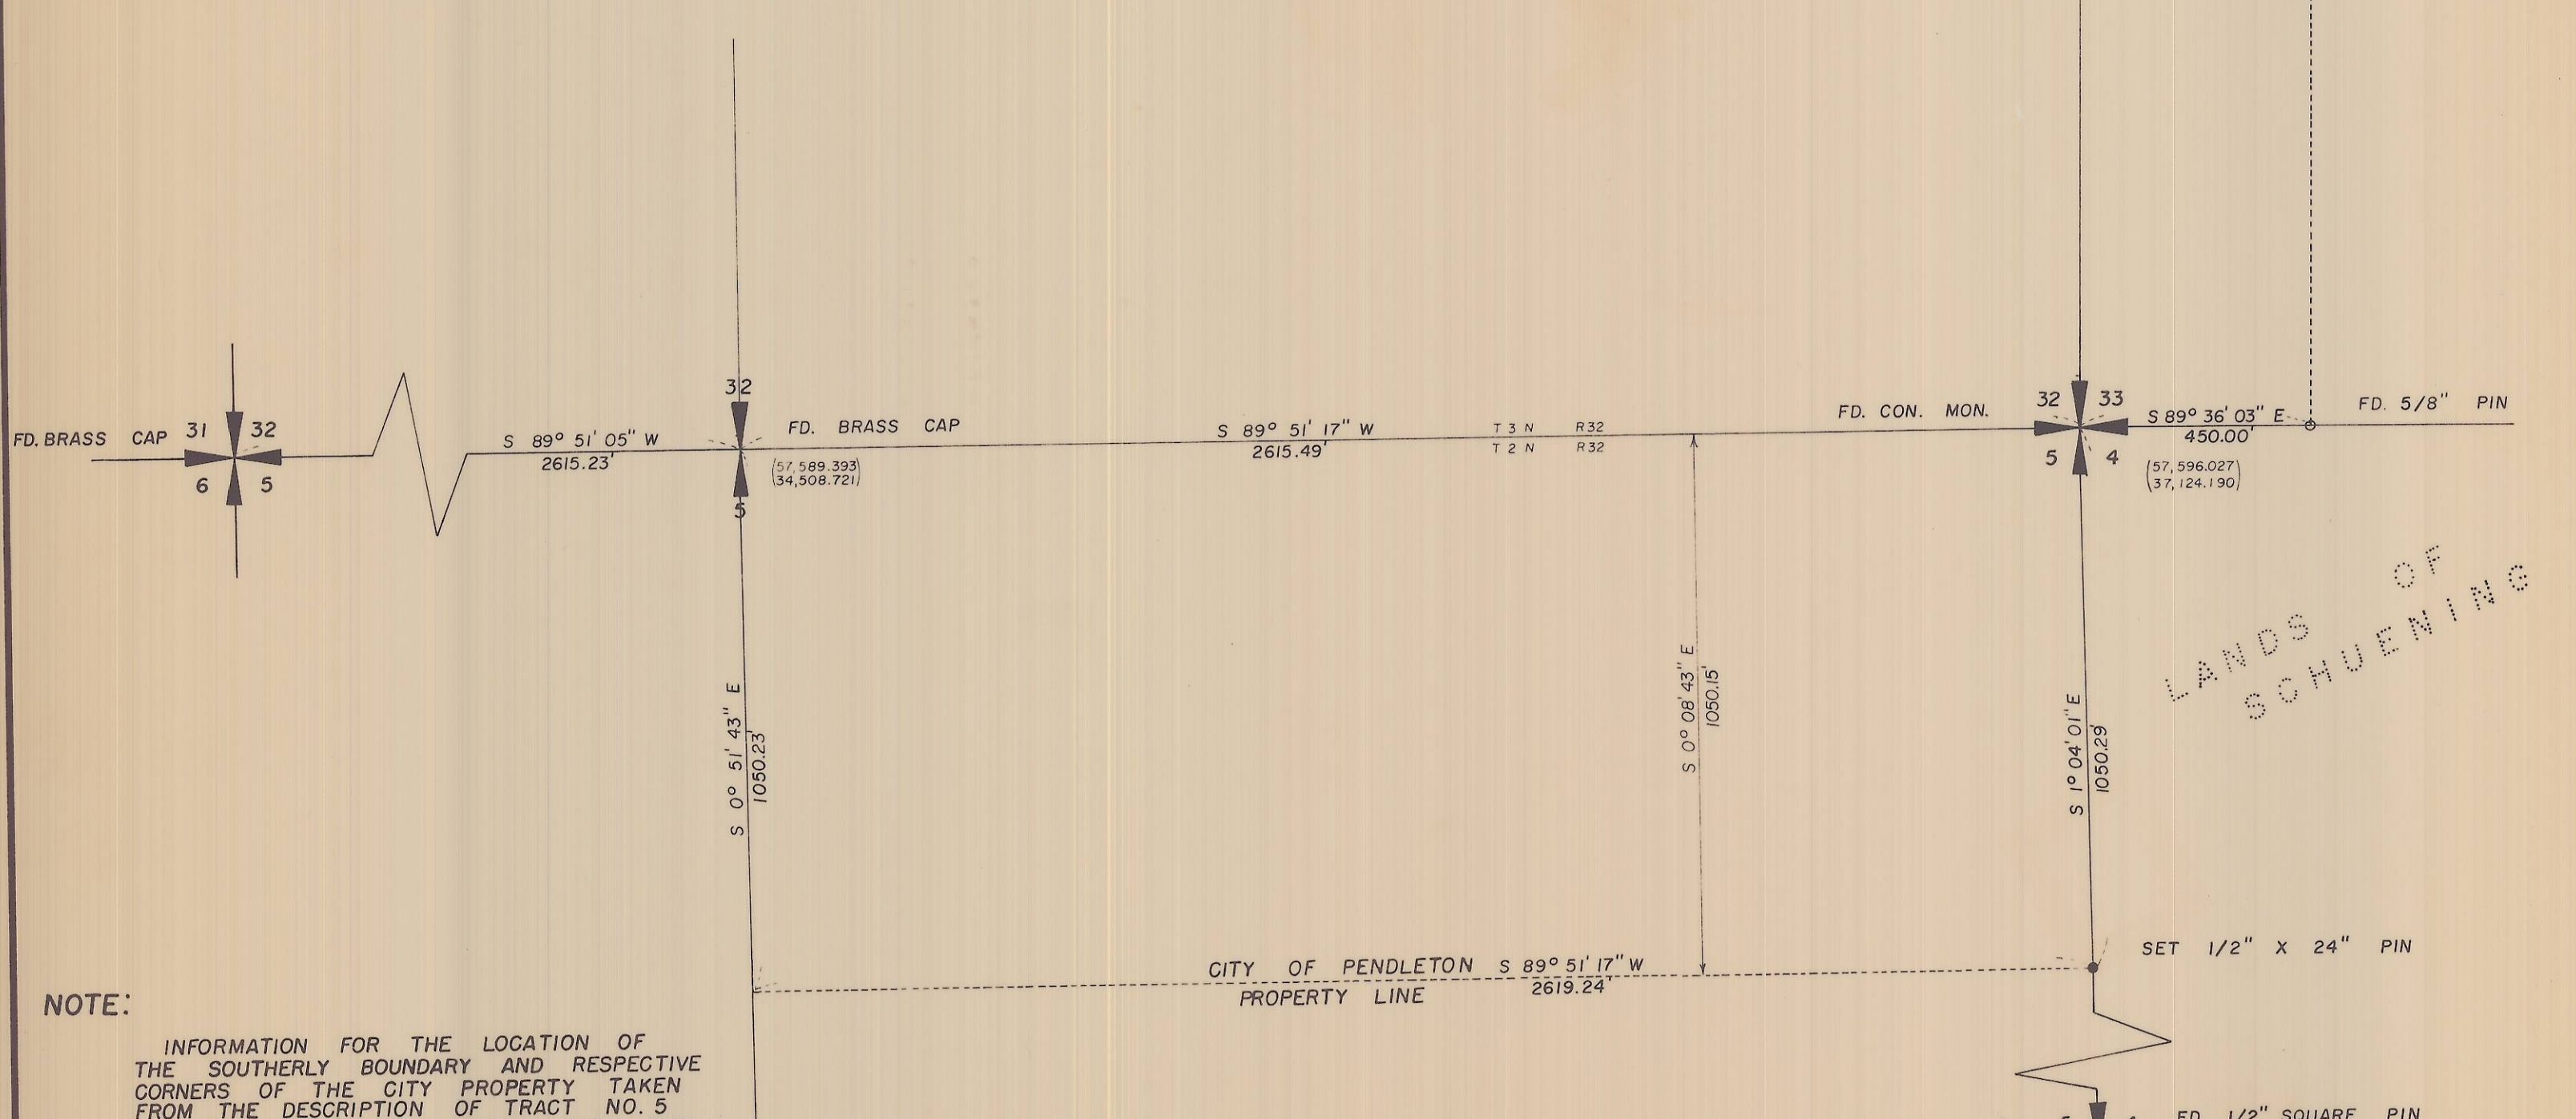 32
FD. BRASS CAP 31 32
6 5
S 89° 51' 05" W
2615.23'
FD. BRASS CAP
(57,589.393)
(34,508.721)
5
S 89° 51' 17" W
2615.49'
T 3 N R32
T 2 N R32
FD. CON. MON.
32 33
5 4
S 89° 36' 03" E
450.00'
FD. 5/8" PIN
(57,596.027)
(37,124.190)
LANDS OF
SCHUENING
S 0° 51' 43" E
1050.23'
S 0° 08' 43" E
1050.15'
S 1° 04' 01" E
1050.29'
SET 1/2" X 24" PIN
CITY OF PENDLETON S 89° 51' 17" W
PROPERTY LINE 2619.24'
NOTE:
INFORMATION FOR THE LOCATION OF
THE SOUTHERLY BOUNDARY AND RESPECTIVE
CORNERS OF THE CITY PROPERTY TAKEN
FROM THE DESCRIPTION OF TRACT NO. 5
FD. 1/2" SQUARE PIN